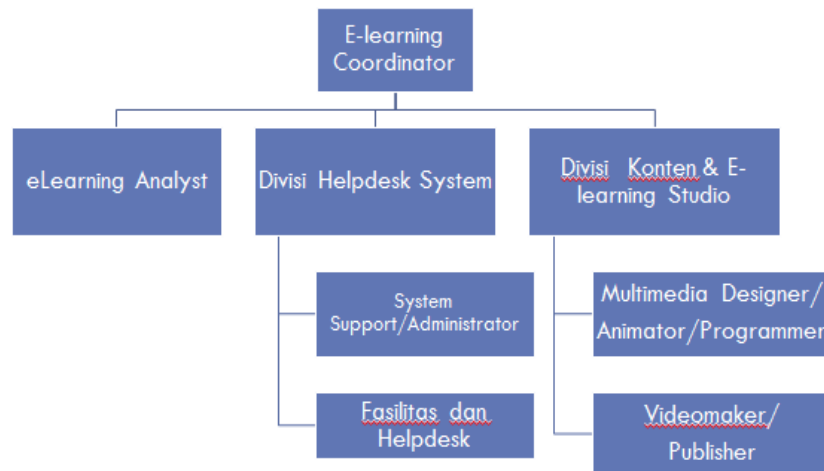 E-learning
Coordinator
eLearning Analyst
Divisi Helpdesk System
Divisi Konten & E-
learning Studio
System
Support/Administrator
Multimedia Designer/
Animator/Programmer
Fasilitas dan
Helpdesk
Videomaker/
Publisher